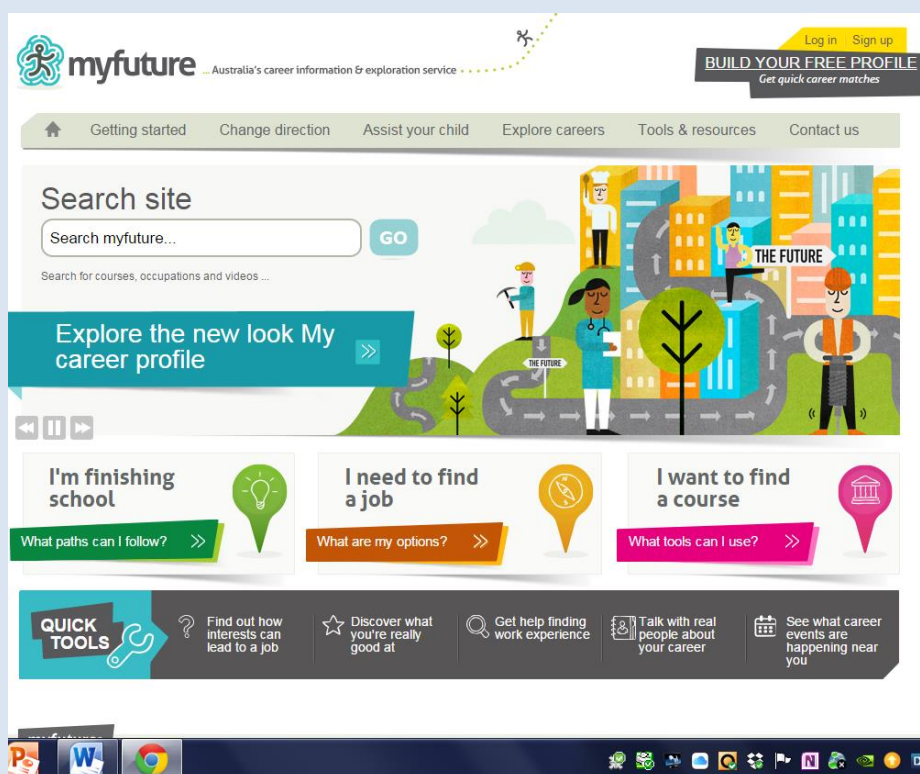 Log in Sign up
myfuture ... Australia's career information & exploration service
BUILD YOUR FREE PROFILE
Get quick career matches
Getting started Change direction Assist your child Explore careers Tools & resources Contact us
Search site
Search myfuture...
GO
Search for courses, occupations and videos ...
THE FUTURE
Explore the new look My
career profile
THE FUTURE
I'm finishing
school
What paths can I follow?
I need to find
a job
What are my options?
I want to find
a course
What tools can I use?
QUICK
TOOLS
Find out how
interests can
lead to a job
Discover what
you're really
good at
Get help finding
work experience
Talk with real
people about
your career
See what career
events are
happening near
you